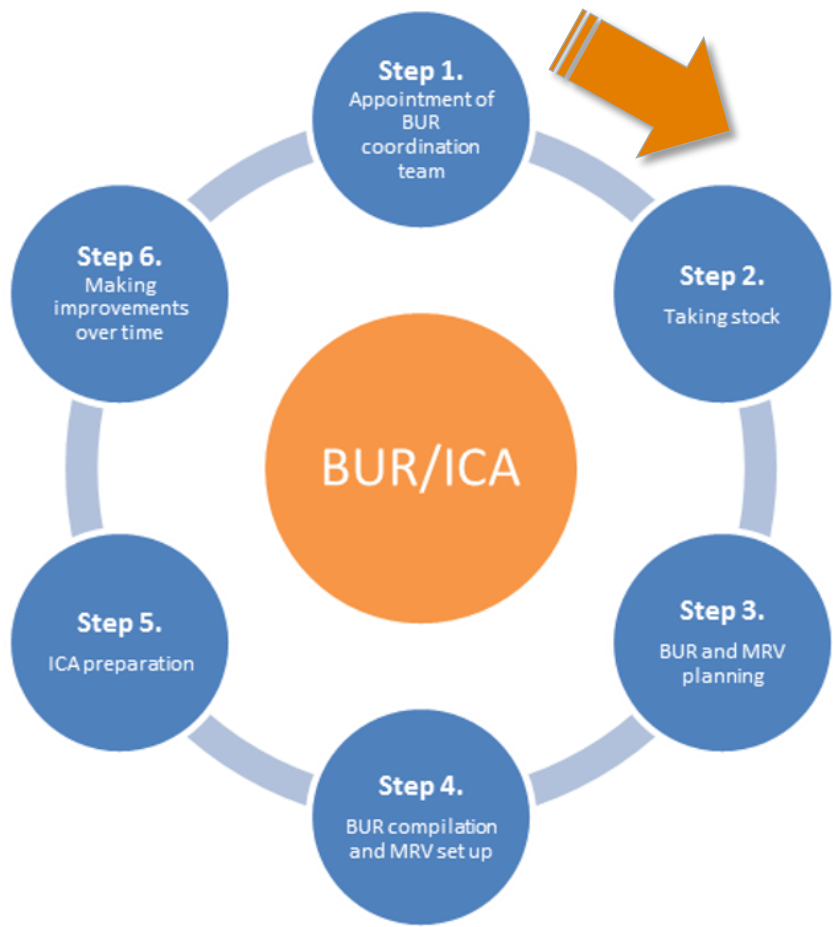 Step 1.
Appointment of
BUR
coordination
team
Step 2.
Taking stock
Step 3.
BUR and MRV
planning
Step 4.
BUR compilation
and MRV set up
Step 5.
ICA preparation
Step 6.
Making
improvements
over time
BUR/ICA